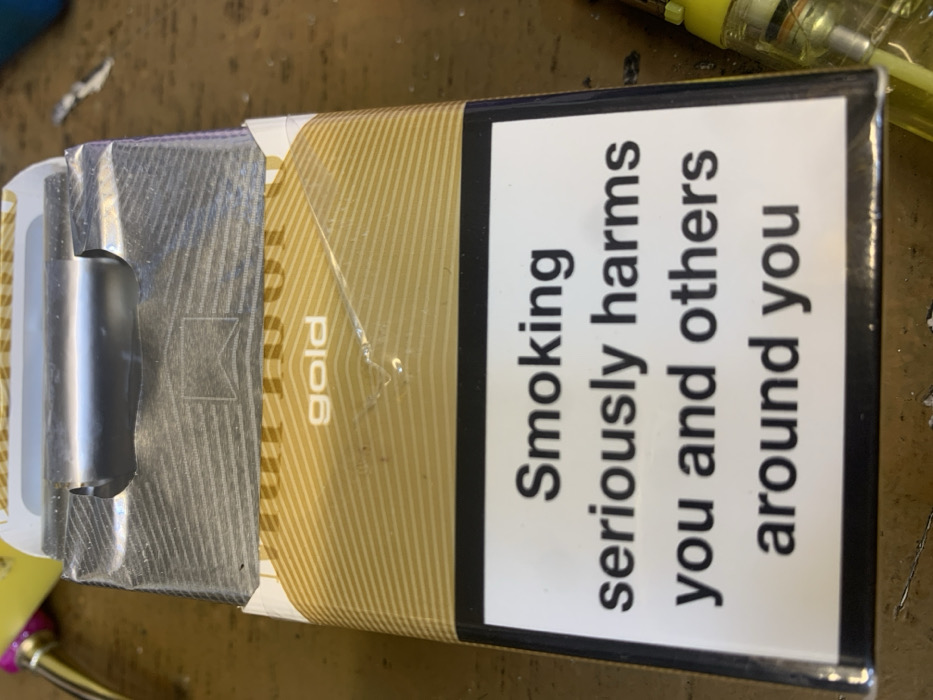 gold
Smoking
seriously harms
you and others
around you